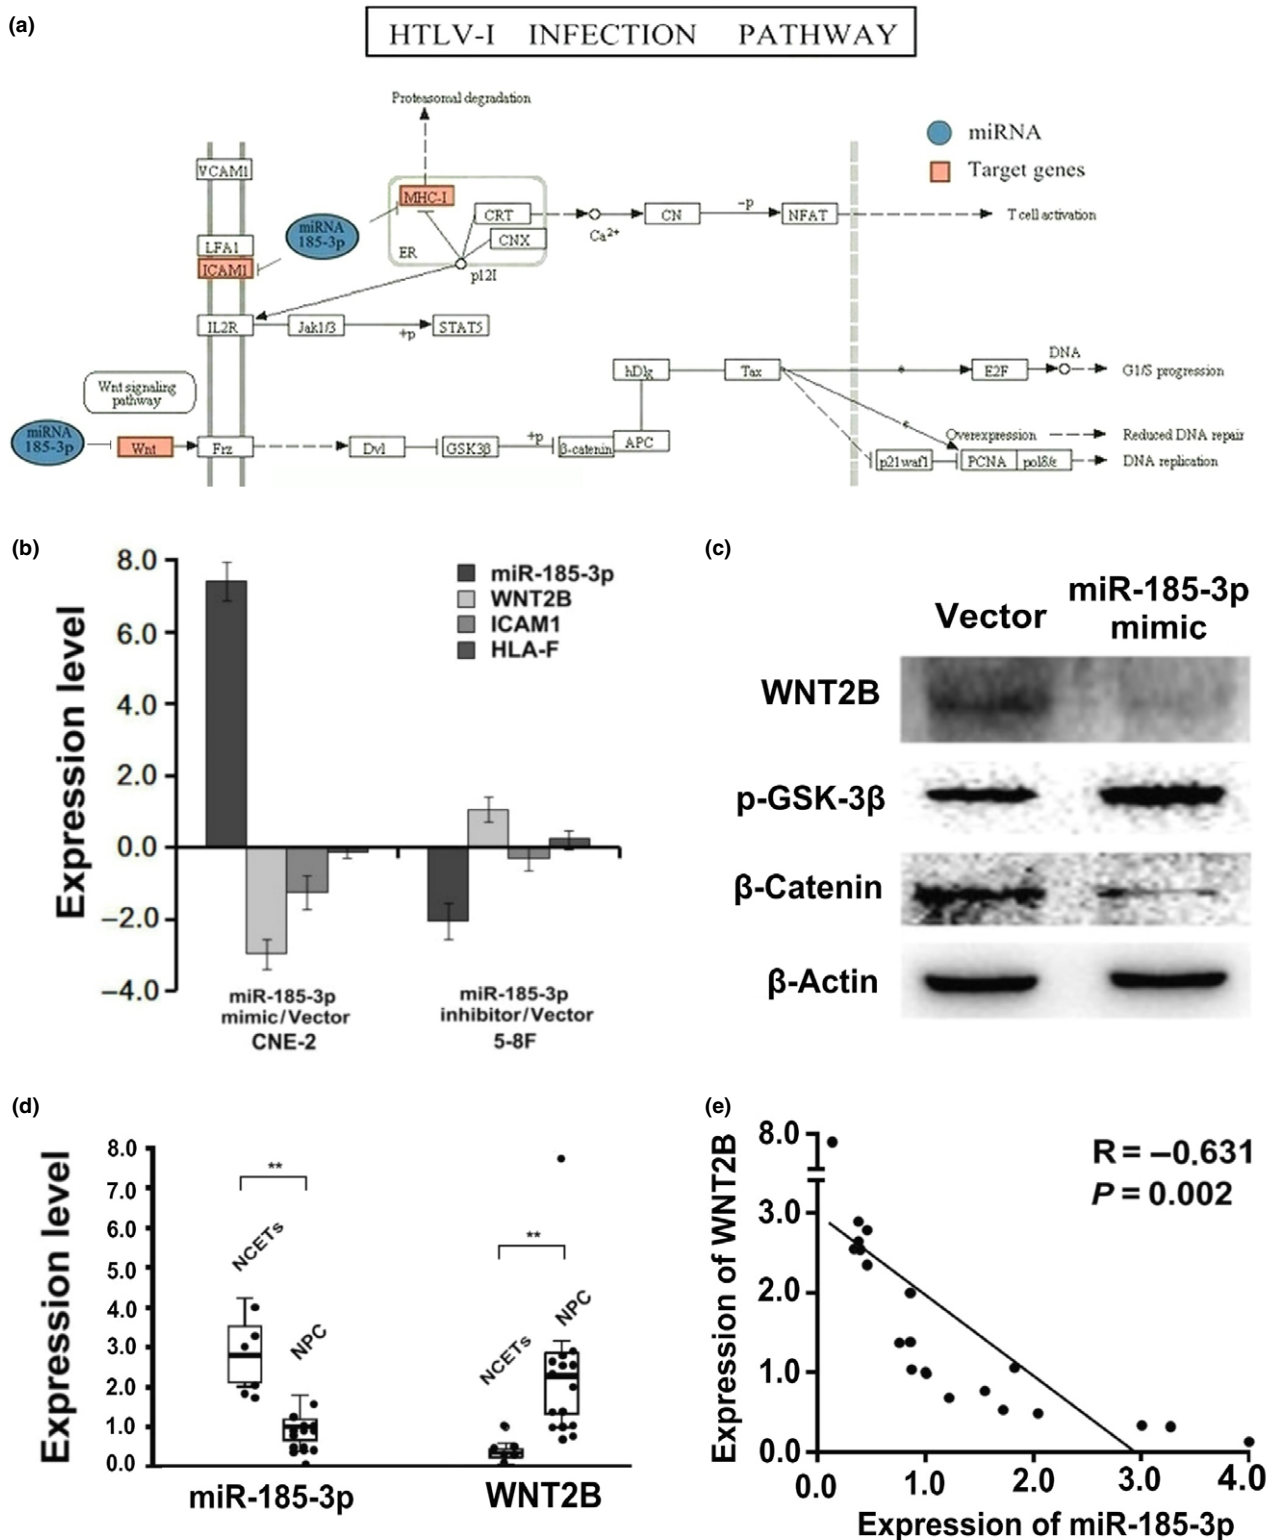 (a)
HTLV-I INFECTION PATHWAY
Proteasomal degradation
miRNA
Target genes
VCAM1
MHC-I
miRNA
185-3p
CRT
CN
–p
NFAT
T cell activation
Ca2+
LFA1
ICAM1
ER
CNX
p12I
IL2R
Jak1/3
+p
STAT5
Wnt signaling
pathway
hDlg
Tax
E2F
DNA
G1/S progression
miRNA
185-3p
Wnt
Frz
Dvl
GSK3β
+p
β-catenin
APC
Overexpression
Reduced DNA repair
p21waf1
PCNA
polδ/ε
DNA replication
(b)
Expression level
8.0
6.0
4.0
2.0
0.0
–2.0
–4.0
miR-185-3p
WNT2B
ICAM1
HLA-F
miR-185-3p
mimic/Vector
CNE-2
miR-185-3p
inhibitor/Vector
5-8F
(c)
Vector
miR-185-3p
mimic
WNT2B
p-GSK-3β
β-Catenin
β-Actin
(d)
Expression level
8.0
7.0
6.0
5.0
4.0
3.0
2.0
1.0
0.0
**
NCETs
NPC
**
NCETs
NPC
miR-185-3p
WNT2B
(e)
Expression of WNT2B
8.0
3.0
2.0
1.0
0.0
R = –0.631
P = 0.002
0.0 1.0 2.0 3.0 4.0
Expression of miR-185-3p